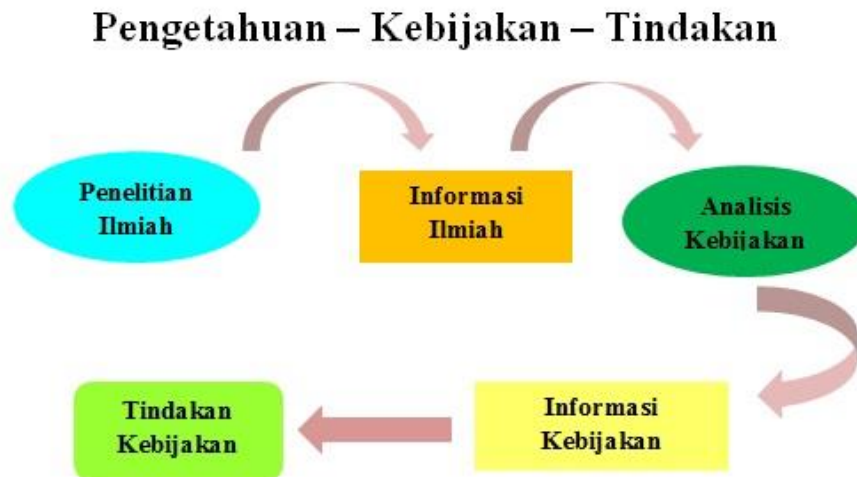 Pengetahuan – Kebijakan – Tindakan
Penelitian
Ilmiah
Informasi
Ilmiah
Analisis
Kebijakan
Informasi
Kebijakan
Tindakan
Kebijakan